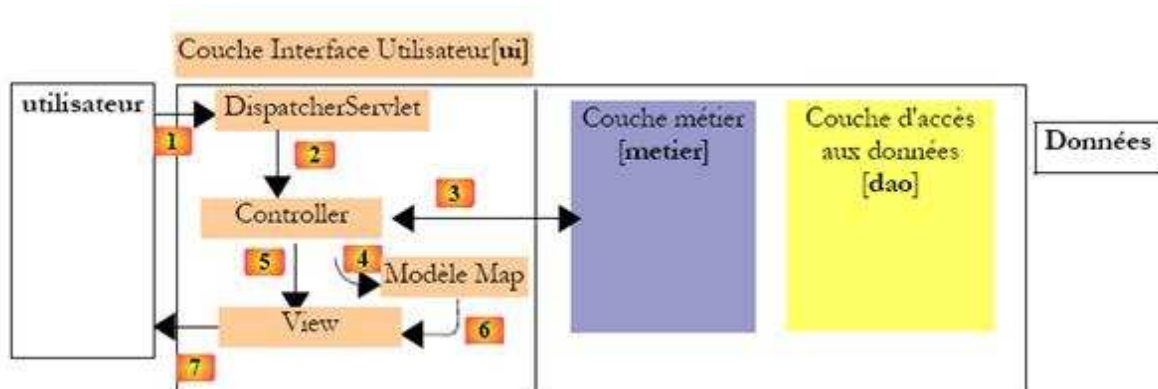 Couche Interface Utilisateur[ui]
utilisateur
DispatcherServlet
1
2
Couche métier
[metier]
Couche d'accès
aux données
[dao]
Données
3
Controller
5
4
Modèle Map
View
6
7